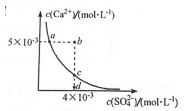 c(Ca²⁺)/(mol·L⁻¹)
5×10⁻³
a
b
c
d
4×10⁻³
c(SO₄²⁻)/(mol·L⁻¹)